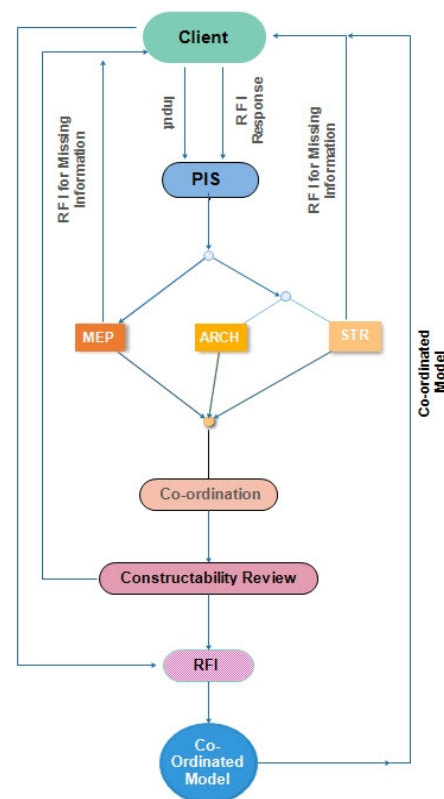 Client
Input
R F I
Response
R F I for Missing
Information
R F I for Missing
Information
PIS
MEP
ARCH
STR
Co-ordinated
Model
Co-ordination
Constructability Review
RFI
Co-
Ordinated
Model